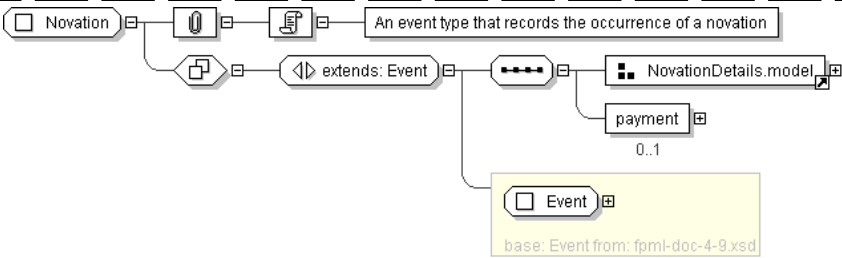 Novation
An event type that records the occurrence of a novation
extends: Event
NovationDetails.model
payment
0..1
Event
base: Event from: fpml-doc-4-9.xsd